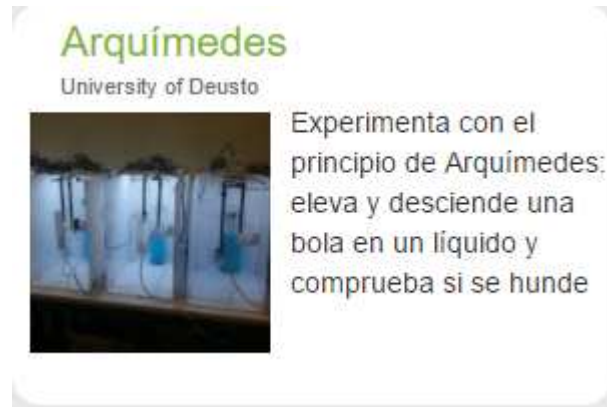 Arquímedes
University of Deusto
Experimenta con el
principio de Arquímedes:
eleva y desciende una
bola en un líquido y
comprueba si se hunde